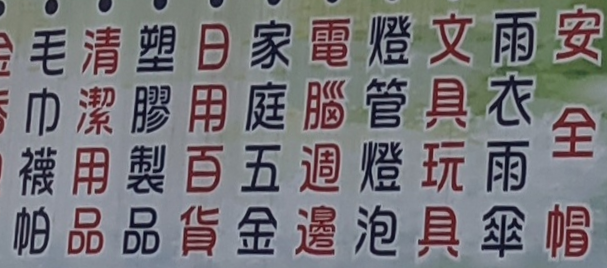 安全帽
雨衣雨傘
文具玩具
燈管燈泡
電腦週邊
家庭五金
日用百貨
塑膠製品
清潔用品
毛巾襪帕